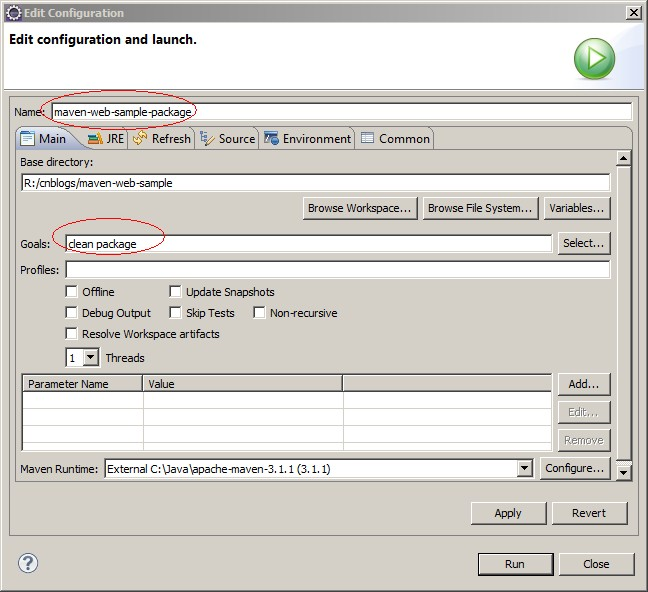 Edit Configuration
Edit configuration and launch.
Name: maven-web-sample-package
Main JRE Refresh Source Environment Common
Base directory:
R:/cnblogs/maven-web-sample
Browse Workspace... Browse File System... Variables...
Goals: clean package Select...
Profiles:
Offline Update Snapshots
Debug Output Skip Tests Non-recursive
Resolve Workspace artifacts
1 Threads
Parameter Name Value Add...
Edit...
Remove
Maven Runtime: External C:\Java\apache-maven-3.1.1 (3.1.1) Configure...
Apply Revert
? Run Close